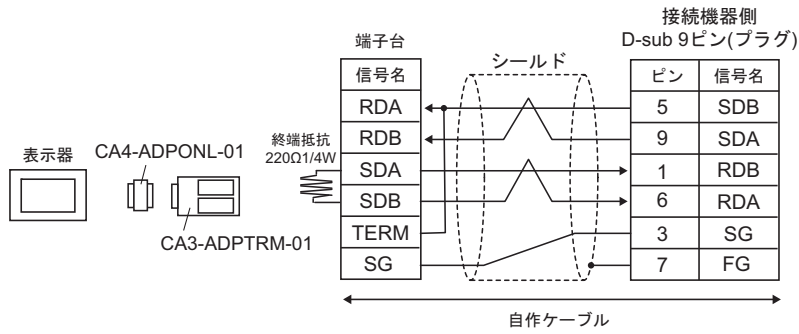 接続機器側
D-sub 9ピン(プラグ)
端子台
シールド
信号名
ピン 信号名
RDA 5 SDB
RDB 9 SDA
SDA 1 RDB
SDB 6 RDA
TERM 3 SG
SG 7 FG
終端抵抗
220Ω1/4W
表示器
CA4-ADPONL-01
CA3-ADPTRM-01
自作ケーブル